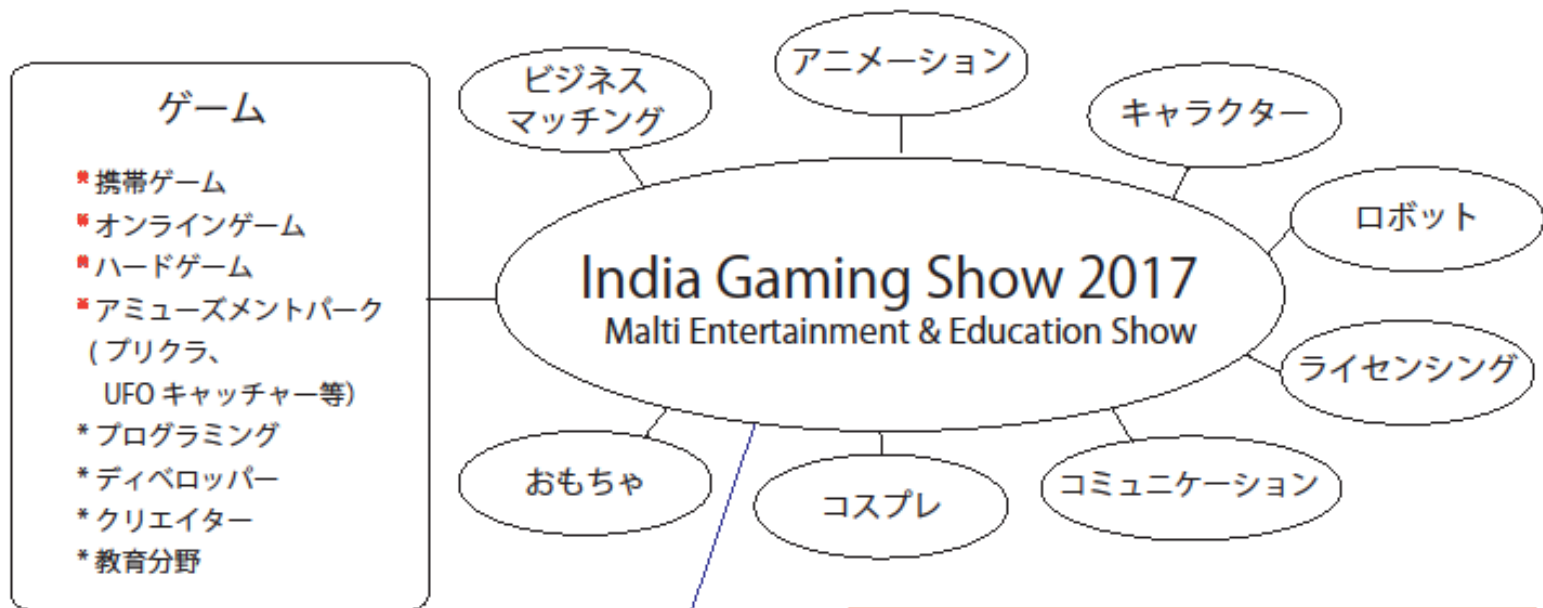 ゲーム
* 携帯ゲーム
* オンラインゲーム
* ハードゲーム
* アミューズメントパーク
( プリクラ、
UFO キャッチャー等)
* プログラミング
* ディベロッパー
* クリエイター
* 教育分野
ビジネス
マッチング
アニメーション
キャラクター
ロボット
India Gaming Show 2017
Malti Entertainment & Education Show
ライセンシング
おもちゃ
コスプレ
コミュニケーション